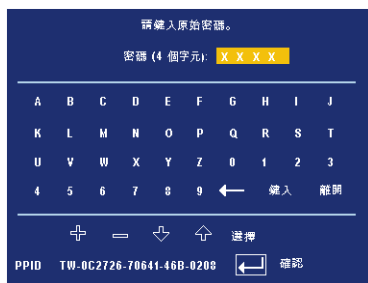 請鍵入原始密碼。
密碼 (4 個字元): X X X X
A B C D E F G H I J
K L M N O P Q R S T
U V W X Y Z 0 1 2 3
4 5 6 7 8 9 鍵入 離開
選擇
PPID TW-0C2726-70641-46B-0208 確認